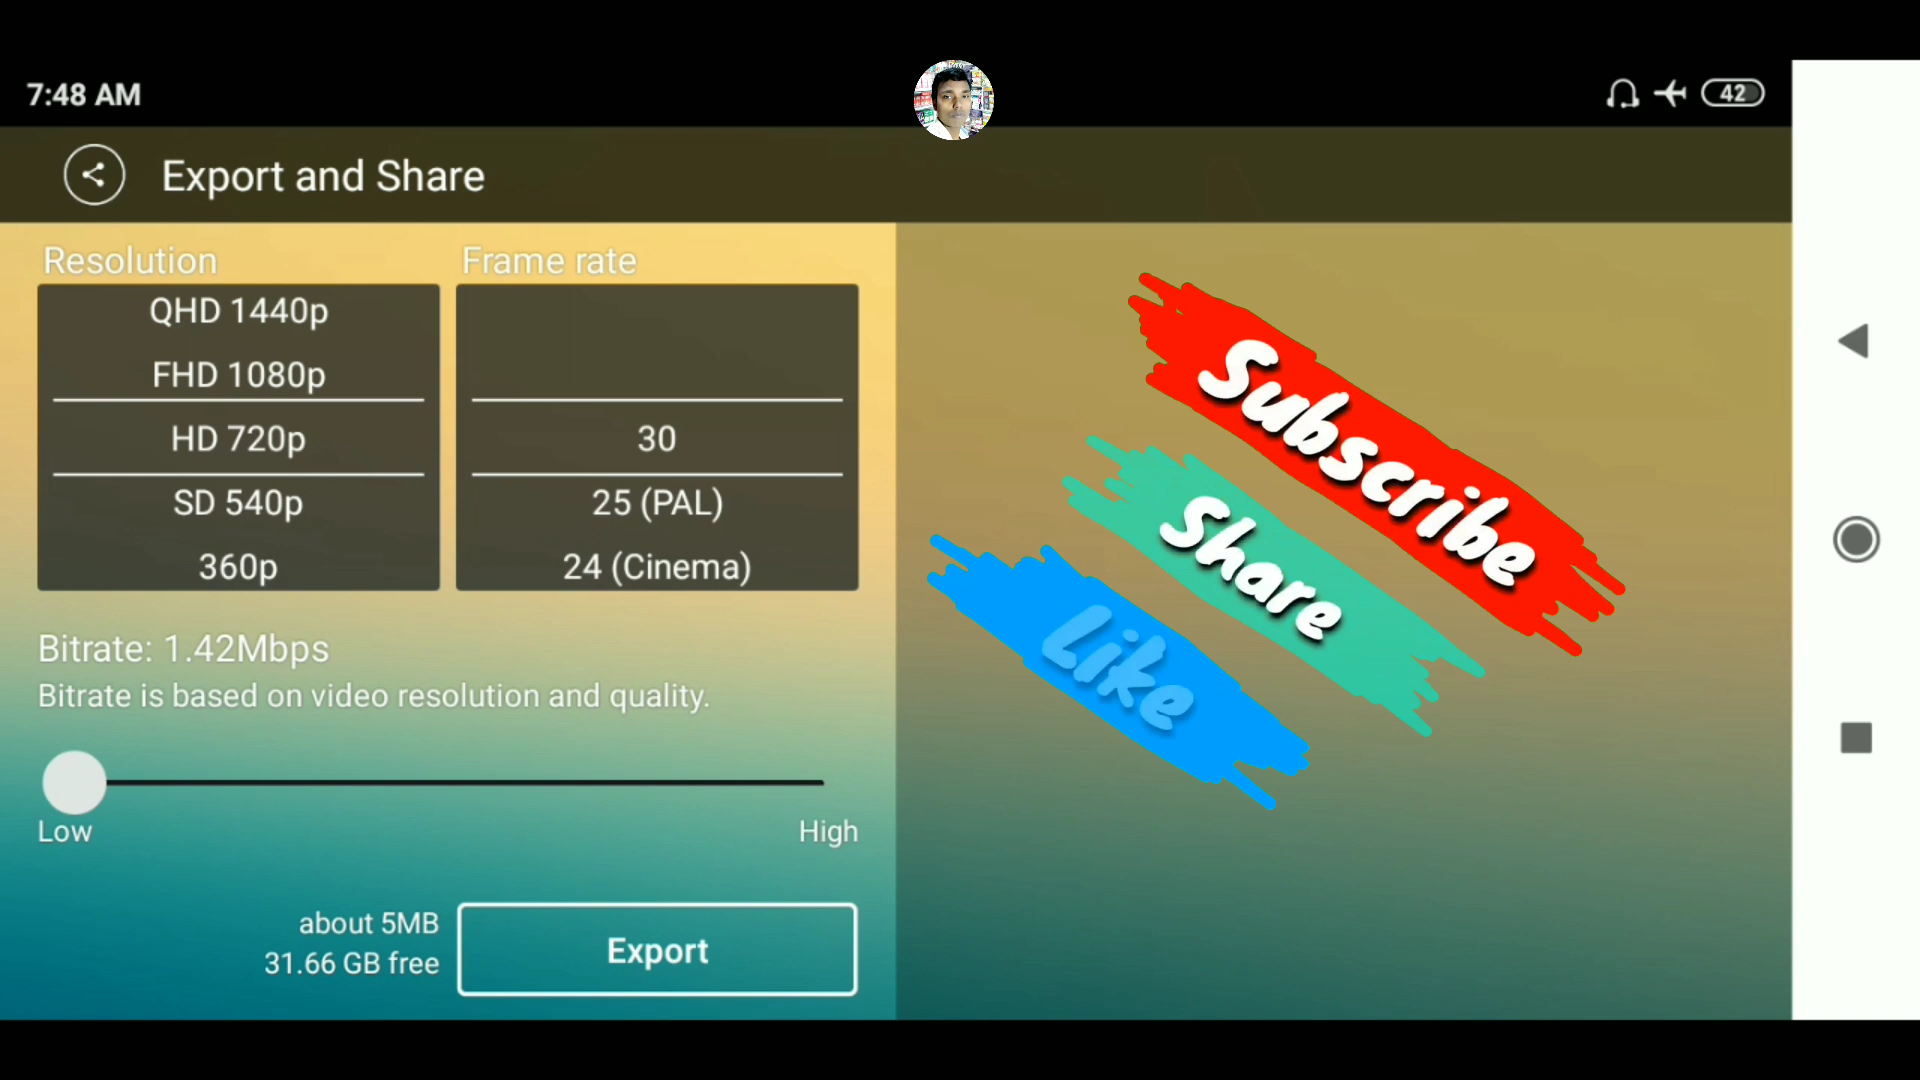 7:48 AM
42
Export and Share
Resolution
Frame rate
QHD 1440p
FHD 1080p
HD 720p
SD 540p
360p
30
25 (PAL)
24 (Cinema)
Bitrate: 1.42Mbps
Bitrate is based on video resolution and quality.
Low
High
about 5MB
31.66 GB free
Export
Subscribe
Share
Like